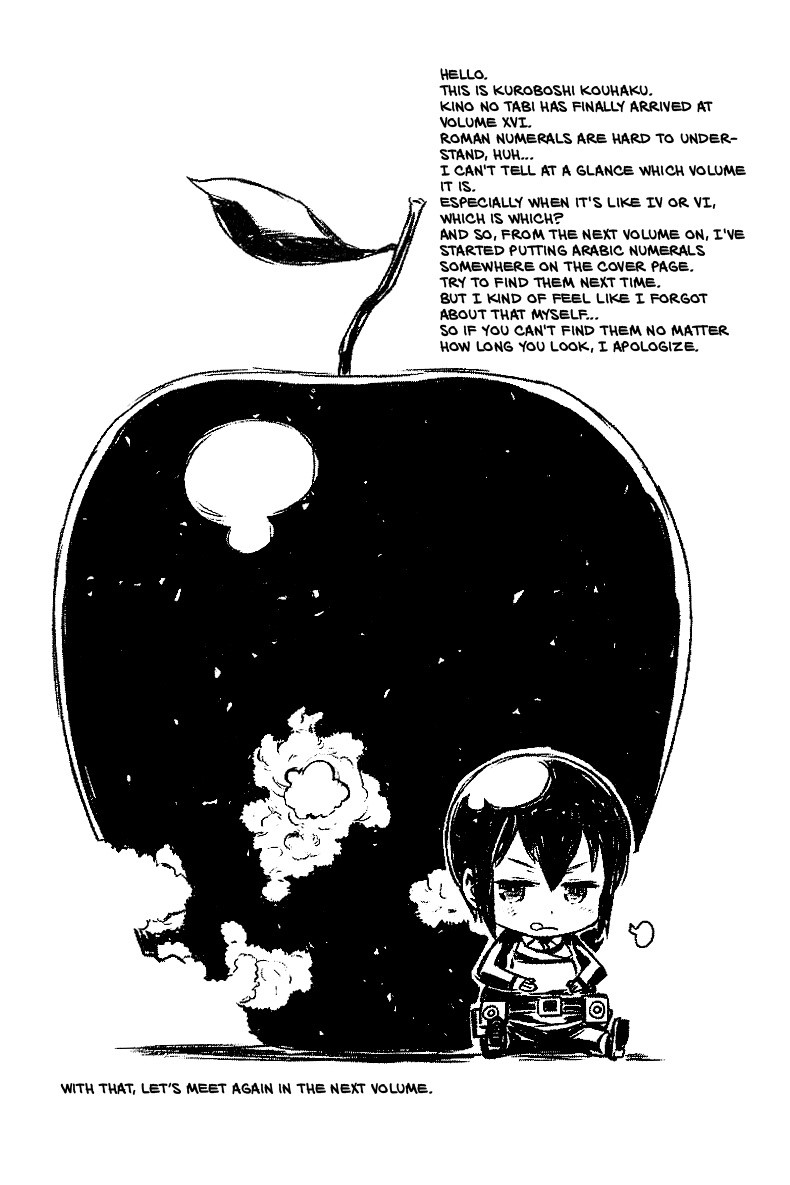 HELLO.
THIS IS KUROBOSHI KOUHAKU.
KINO NO TABI HAS FINALLY ARRIVED AT
VOLUME XVI.
ROMAN NUMERALS ARE HARD TO UNDER-
STAND, HUH...
I CAN'T TELL AT A GLANCE WHICH VOLUME
IT IS.
ESPECIALLY WHEN IT'S LIKE IV OR VI,
WHICH IS WHICH?
AND SO, FROM THE NEXT VOLUME ON, I'VE
STARTED PUTTING ARABIC NUMERALS
SOMEWHERE ON THE COVER PAGE.
TRY TO FIND THEM NEXT TIME.
BUT I KIND OF FEEL LIKE I FORGOT
ABOUT THAT MYSELF...
SO IF YOU CAN'T FIND THEM NO MATTER
HOW LONG YOU LOOK, I APOLOGIZE.
WITH THAT, LET'S MEET AGAIN IN THE NEXT VOLUME.